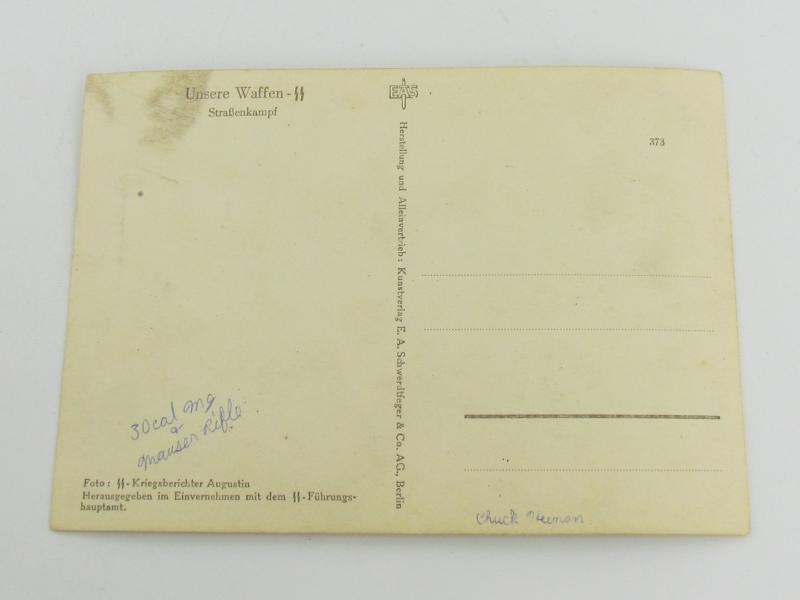 Unsere Waffen-ᛋᛋ
Straßenkampf
EAS
373
Herstellung und Alleinvertrieb: Kunstverlag E. A. Schwerdtfeger & Co. AG., Berlin
30cal mg
&
mauser Rifle
Foto: ᛋᛋ-Kriegsberichter Augustin
Herausgegeben im Einvernehmen mit dem ᛋᛋ-Führungs-
hauptamt.
Chuck Heenan